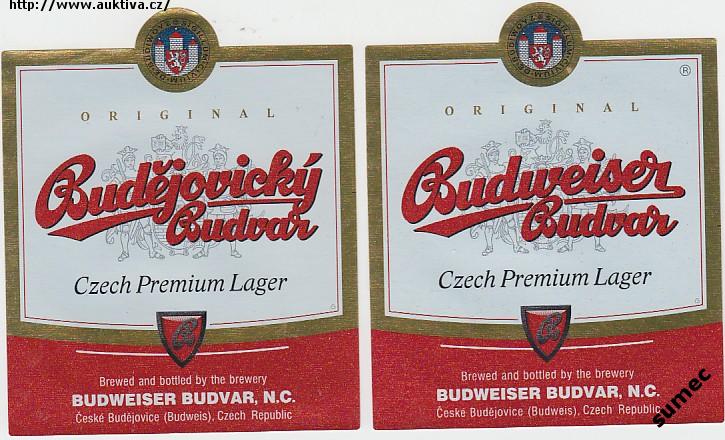 http://www.auktiva.cz/
ORIGINAL
Budějovický
Budvar
Czech Premium Lager
Brewed and bottled by the brewery
BUDWEISER BUDVAR, N.C.
České Budějovice (Budweis), Czech Republic
®
ORIGINAL
Budweiser
Budvar
Czech Premium Lager
Brewed and bottled by the brewery
BUDWEISER BUDVAR, N.C.
České Budějovice (Budweis), Czech Republic
sumec